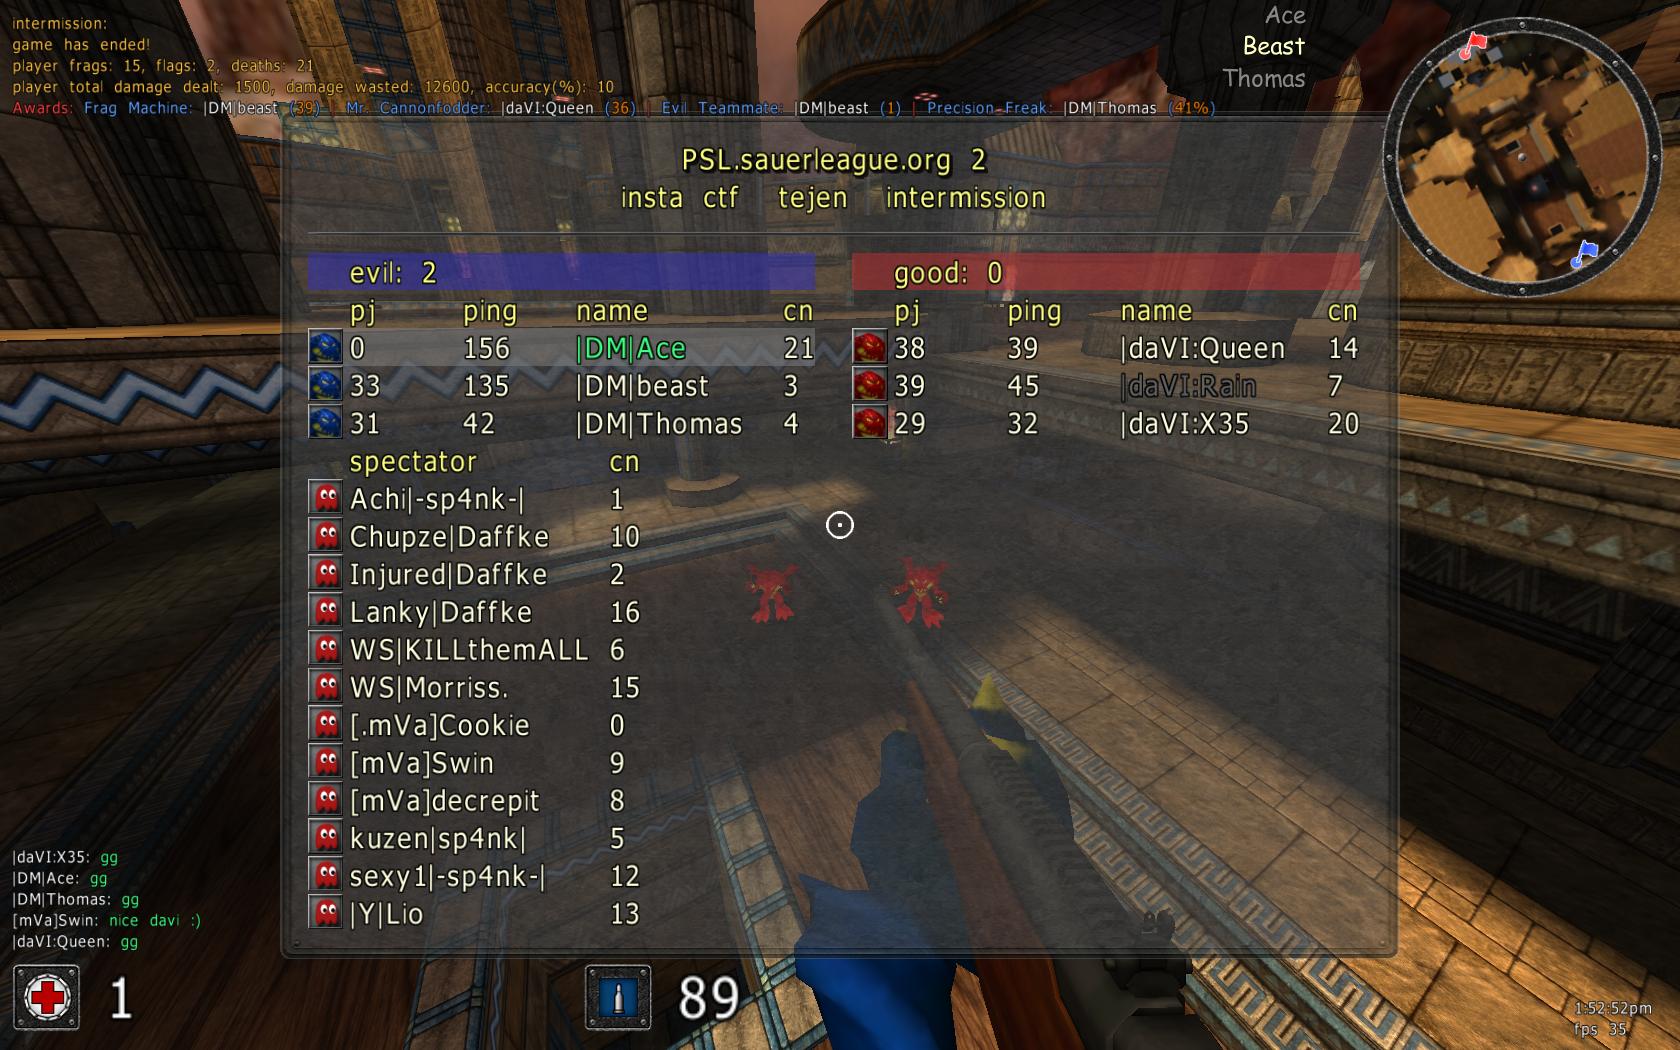 intermission:
game has ended!
player frags: 15, flags: 2, deaths: 21
player total damage dealt: 1500, damage wasted: 12600, accuracy(%): 10
Awards: Frag Machine: |DM|beast (39) | Mr. Cannonfodder: |daVI:Queen (36) | Evil Teammate: |DM|beast (1) | Precision-Freak: |DM|Thomas (41%)
Ace
Beast
Thomas
PSL.sauerleague.org 2
insta ctf tejen intermission
evil: 2
pj ping name cn
0 156 |DM|Ace 21
33 135 |DM|beast 3
31 42 |DM|Thomas 4
good: 0
pj ping name cn
38 39 |daVI:Queen 14
39 45 |daVI:Rain 7
29 32 |daVI:X35 20
spectator cn
Achi|-sp4nk-| 1
Chupze|Daffke 10
Injured|Daffke 2
Lanky|Daffke 16
WS|KILLthemALL 6
WS|Morriss. 15
[.mVa]Cookie 0
[mVa]Swin 9
[mVa]decrepit 8
kuzen|sp4nk| 5
sexy1|-sp4nk-| 12
|Y|Lio 13
|daVI:X35: gg
|DM|Ace: gg
|DM|Thomas: gg
[mVa]Swin: nice davi :)
|daVI:Queen: gg
1
89
1:52:52pm
fps 35